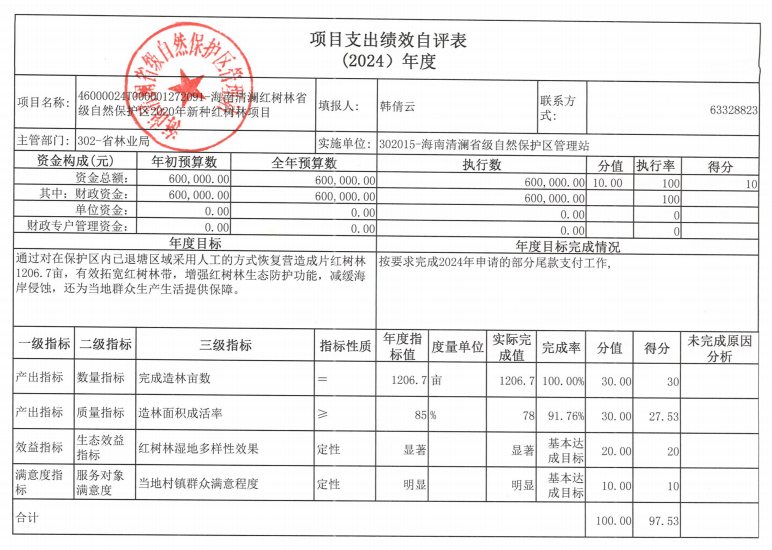 项目支出绩效自评表
(2024)年度
项目名称: 46000024T000001272091-海南清澜红树林省级自然保护区2020年新种红树林项目 填报人: 韩倩云 联系方式: 63328823
主管部门: 302-省林业局 实施单位: 302015-海南清澜省级自然保护区管理站
资金构成(元) 年初预算数 全年预算数 执行数 分值 执行率 得分
资金总额: 600,000.00 600,000.00 600,000.00 10.00 100 10
其中：财政资金: 600,000.00 600,000.00 600,000.00 100
单位资金: 0.00 0.00 0.00 0
财政专户管理资金: 0.00 0.00 0.00 0
年度目标 年度目标完成情况
通过对在保护区内已退塘区域采用人工的方式恢复营造成片红树林
1206.7亩，有效拓宽红树林带，增强红树林生态防护功能，减缓海
岸侵蚀，还为当地群众生产生活提供保障。
按要求完成2024年申请的部分尾款支付工作,
一级指标 二级指标 三级指标 指标性质 年度指标值 度量单位 实际完成值 完成率 分值 得分 未完成原因分析
产出指标 数量指标 完成造林亩数 ＝ 1206.7 亩 1206.7 100.00% 30.00 30
产出指标 质量指标 造林面积成活率 ≥ 85 % 78 91.76% 30.00 27.53
效益指标 生态效益指标 红树林湿地多样性效果 定性 显著 显著 基本达成目标 20.00 20
满意度指标 服务对象满意度 当地村镇群众满意程度 定性 明显 明显 基本达成目标 10.00 10
合计 100.00 97.53